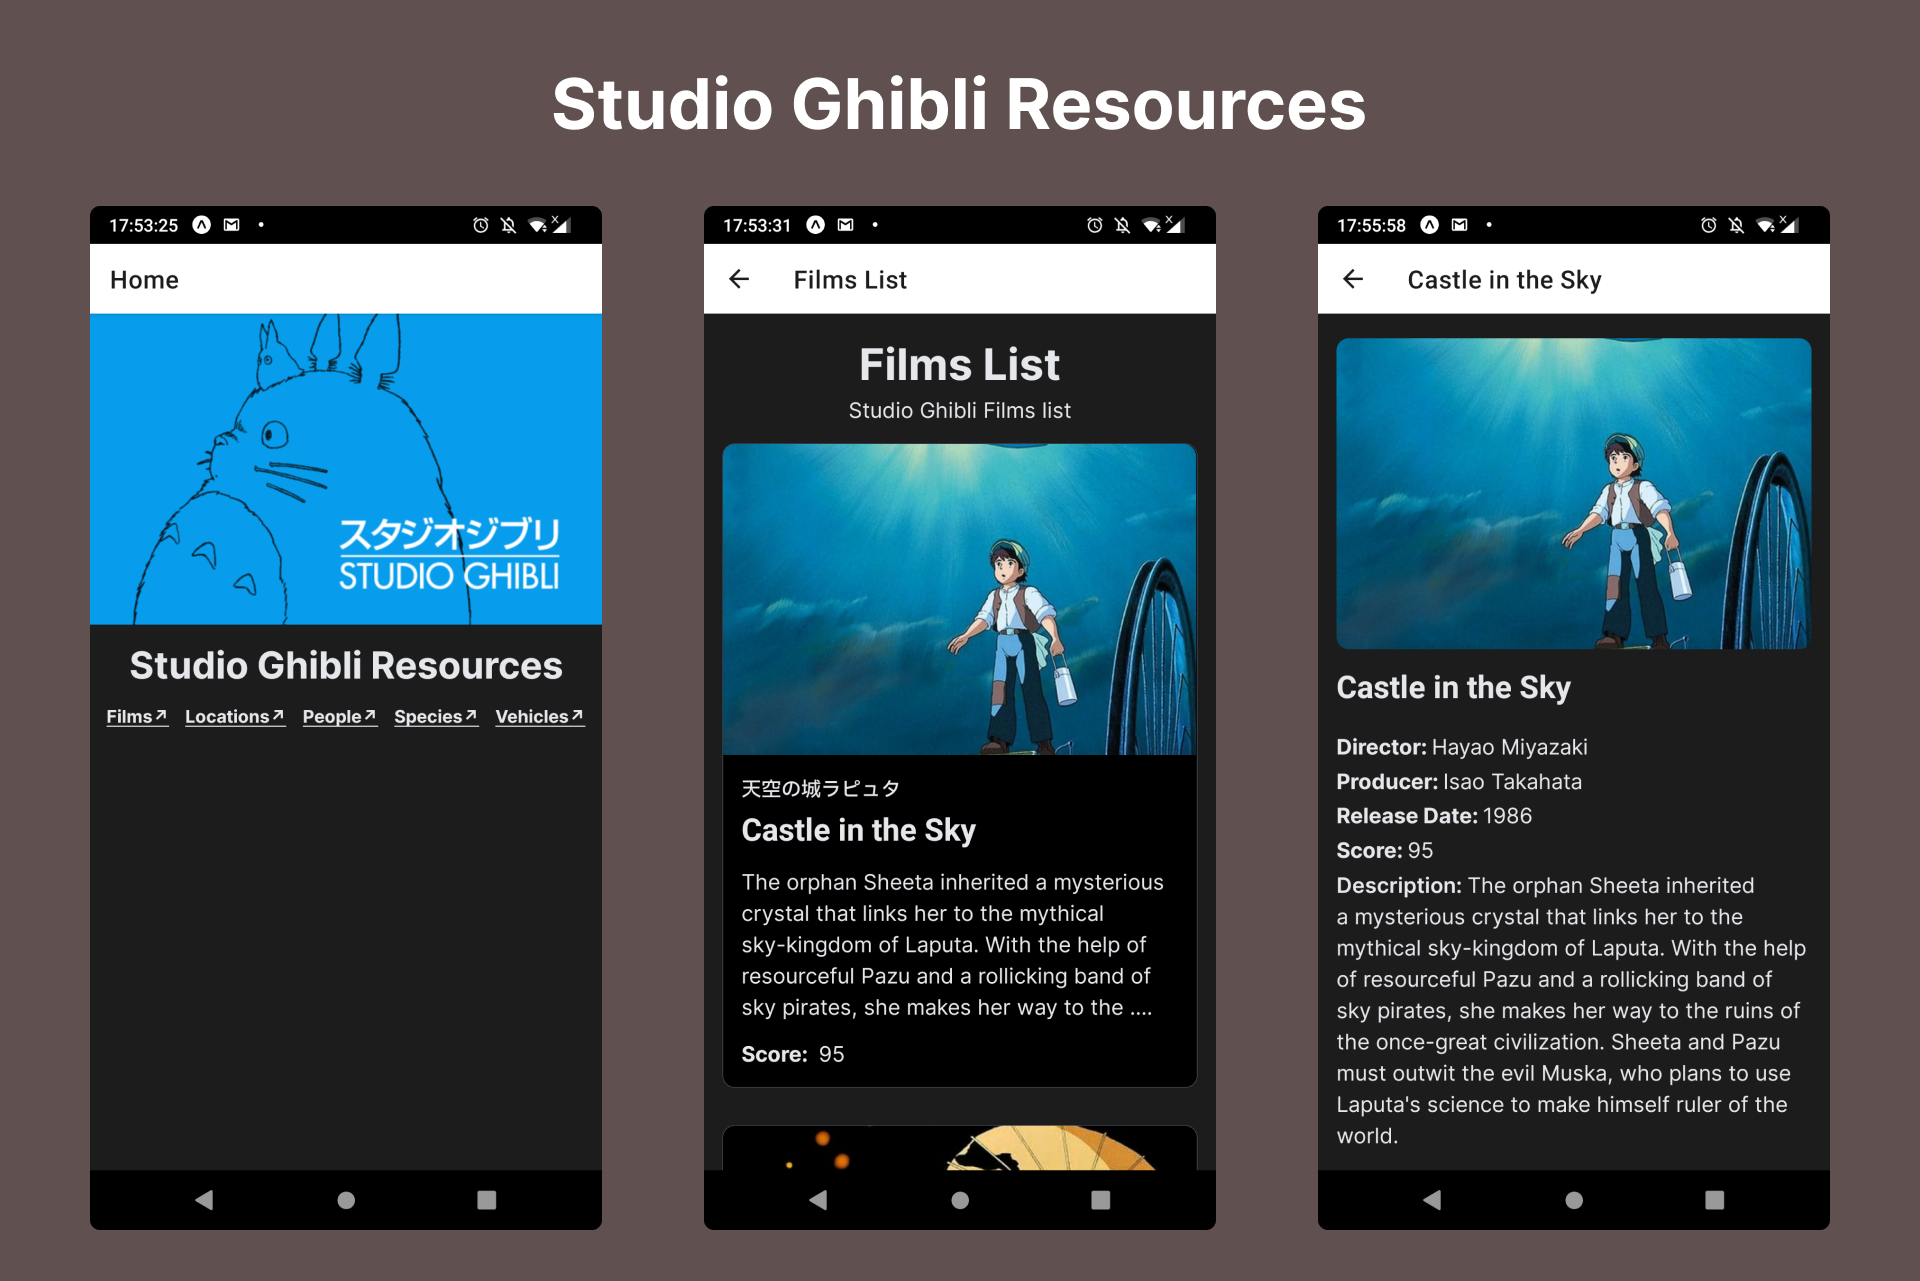 Studio Ghibli Resources
17:53:25
Home
スタジオジブリ
STUDIO GHIBLI
Studio Ghibli Resources
Films↗ Locations↗ People↗ Species↗ Vehicles↗
17:53:31
Films List
Films List
Studio Ghibli Films list
天空の城ラピュタ
Castle in the Sky
The orphan Sheeta inherited a mysterious
crystal that links her to the mythical
sky-kingdom of Laputa. With the help of
resourceful Pazu and a rollicking band of
sky pirates, she makes her way to the ....
Score: 95
17:55:58
Castle in the Sky
Castle in the Sky
Director: Hayao Miyazaki
Producer: Isao Takahata
Release Date: 1986
Score: 95
Description: The orphan Sheeta inherited
a mysterious crystal that links her to the
mythical sky-kingdom of Laputa. With the help
of resourceful Pazu and a rollicking band of
sky pirates, she makes her way to the ruins of
the once-great civilization. Sheeta and Pazu
must outwit the evil Muska, who plans to use
Laputa's science to make himself ruler of the
world.